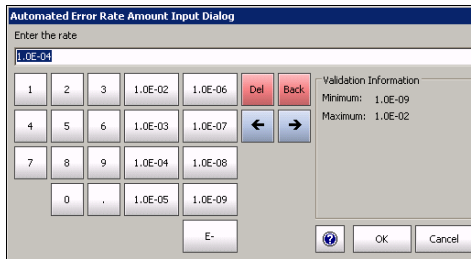 Automated Error Rate Amount Input Dialog
Enter the rate
1.0E-04
1 2 3 1.0E-02 1.0E-06 Del Back
4 5 6 1.0E-03 1.0E-07
7 8 9 1.0E-04 1.0E-08
0 . 1.0E-05 1.0E-09
E-
Validation Information
Minimum: 1.0E-09
Maximum: 1.0E-02
? OK Cancel